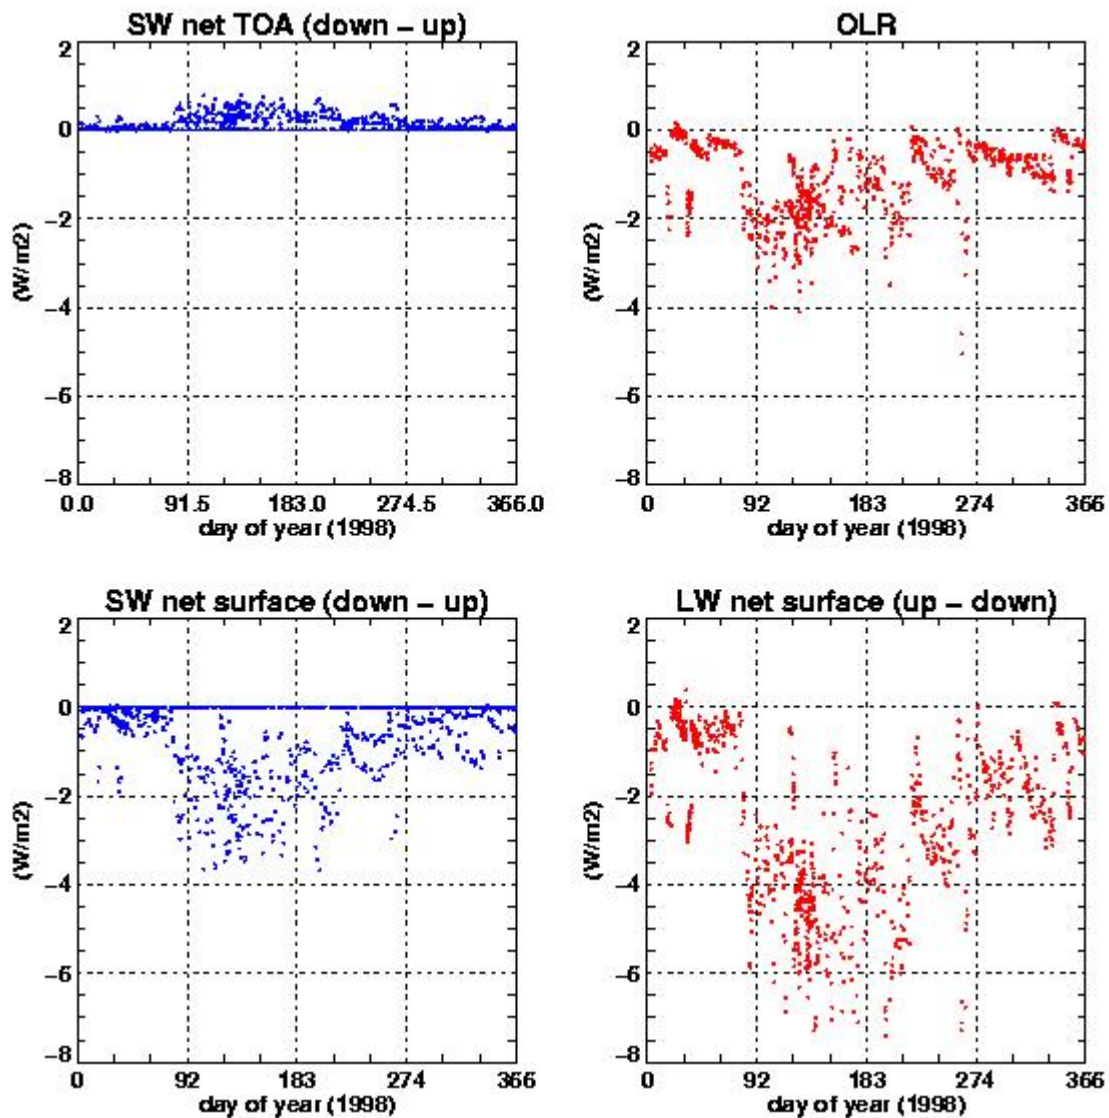 SW net TOA (down − up)
OLR
2
0
−2
−4
−6
−8
(W/m2)
0.0 91.5 183.0 274.5 366.0
day of year (1998)
2
0
−2
−4
−6
−8
(W/m2)
0 92 183 274 366
day of year (1998)
SW net surface (down − up)
LW net surface (up − down)
2
0
−2
−4
−6
−8
(W/m2)
0 92 183 274 366
day of year (1998)
2
0
−2
−4
−6
−8
(W/m2)
0 92 183 274 366
day of year (1998)